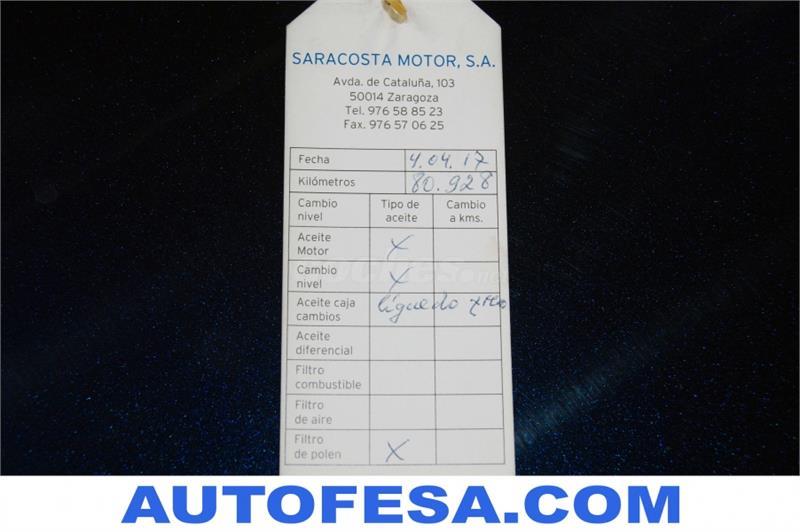 SARACOSTA MOTOR, S.A.
Avda. de Cataluña, 103
50014 Zaragoza
Tel. 976 58 85 23
Fax. 976 57 06 25
Fecha 4.04.17
Kilómetros 80.928
Cambio Tipo de Cambio
nivel aceite a kms.
Aceite
Motor X
Cambio
nivel X
Aceite caja
cambios líguedo
Aceite
diferencial
Filtro
combustible
Filtro
de aire
Filtro
de polen X
AUTOFESA.COM